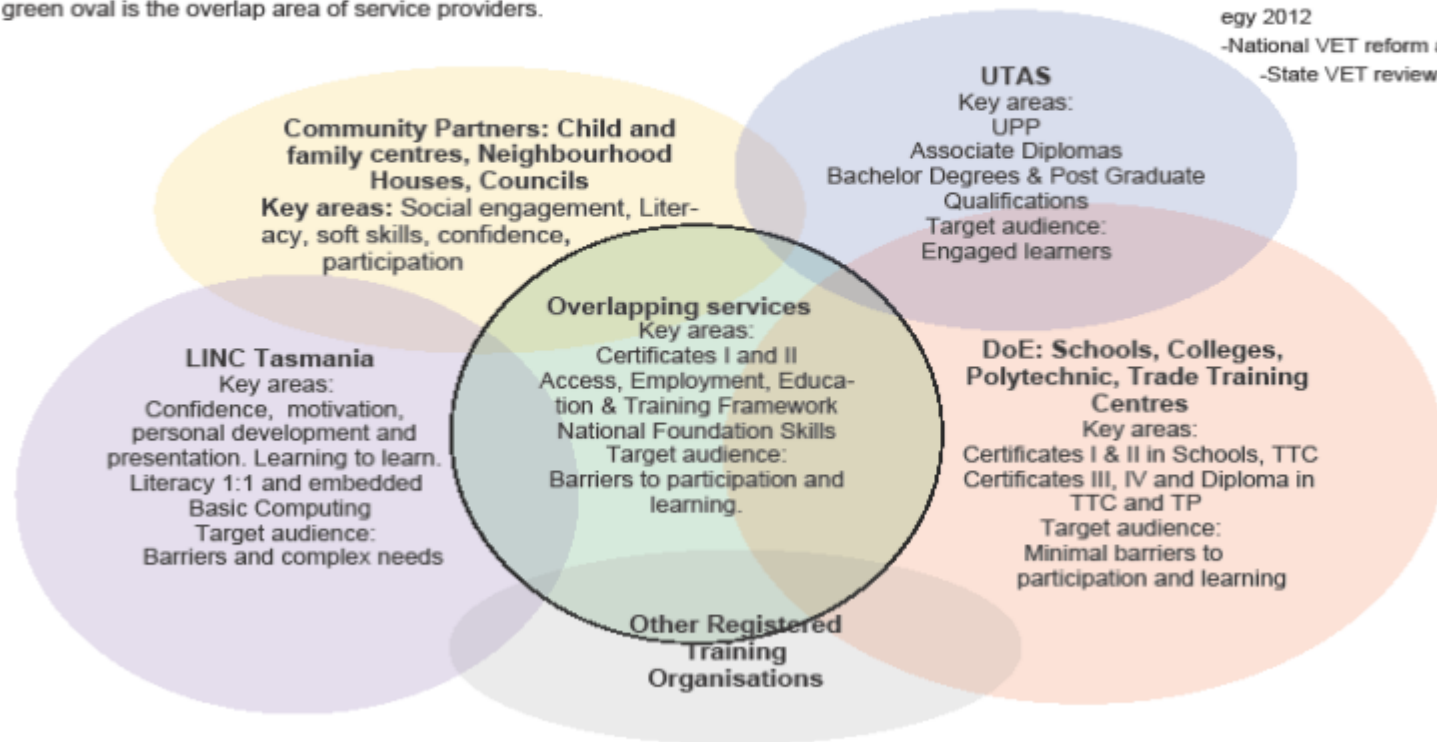 green oval is the overlap area of service providers.
egy 2012
-National VET reform
-State VET review
UTAS
Key areas:
UPP
Associate Diplomas
Bachelor Degrees & Post Graduate
Qualifications
Target audience:
Engaged learners
Community Partners: Child and
family centres, Neighbourhood
Houses, Councils
Key areas: Social engagement, Liter-
acy, soft skills, confidence,
participation
Overlapping services
Key areas:
Certificates I and II
Access, Employment, Educa-
tion & Training Framework
National Foundation Skills
Target audience:
Barriers to participation and
learning.
LINC Tasmania
Key areas:
Confidence, motivation,
personal development and
presentation. Learning to learn.
Literacy 1:1 and embedded
Basic Computing
Target audience:
Barriers and complex needs
DoE: Schools, Colleges,
Polytechnic, Trade Training
Centres
Key areas:
Certificates I & II in Schools, TTC
Certificates III, IV and Diploma in
TTC and TP
Target audience:
Minimal barriers to
participation and learning
Other Registered
Training
Organisations